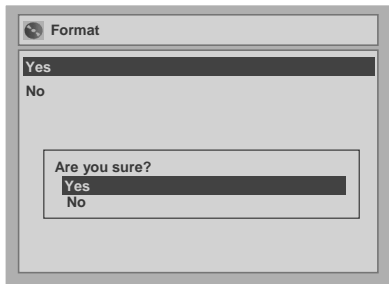 Format
Yes
No
Are you sure?
Yes
No